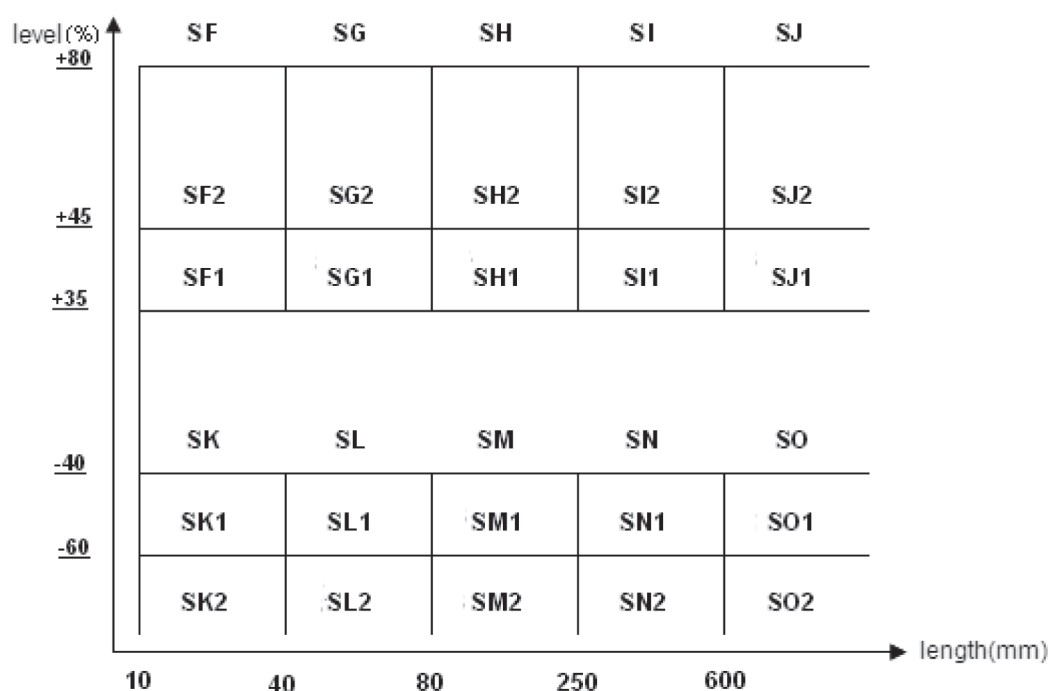 level(%) SF SG SH SI SJ
+80
SF2 SG2 SH2 SI2 SJ2
+45
SF1 SG1 SH1 SI1 SJ1
+35
SK SL SM SN SO
-40
SK1 SL1 SM1 SN1 SO1
-60
SK2 SL2 SM2 SN2 SO2
length(mm)
10 40 80 250 600